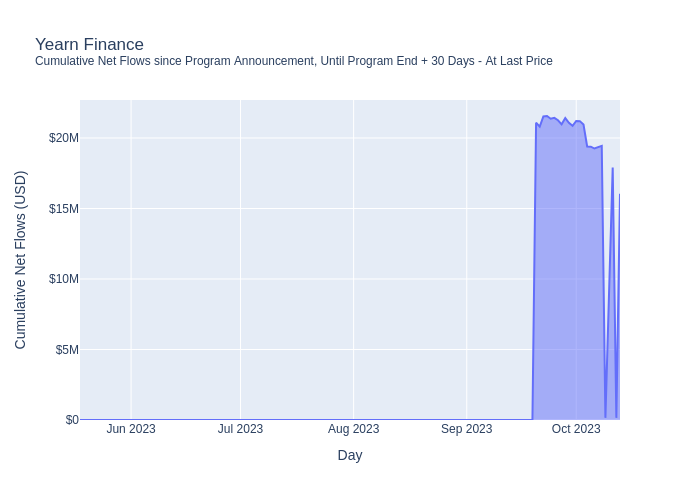 Yearn Finance
Cumulative Net Flows since Program Announcement, Until Program End + 30 Days - At Last Price
Cumulative Net Flows (USD)
$20M
$15M
$10M
$5M
$0
Jun 2023 Jul 2023 Aug 2023 Sep 2023 Oct 2023
Day